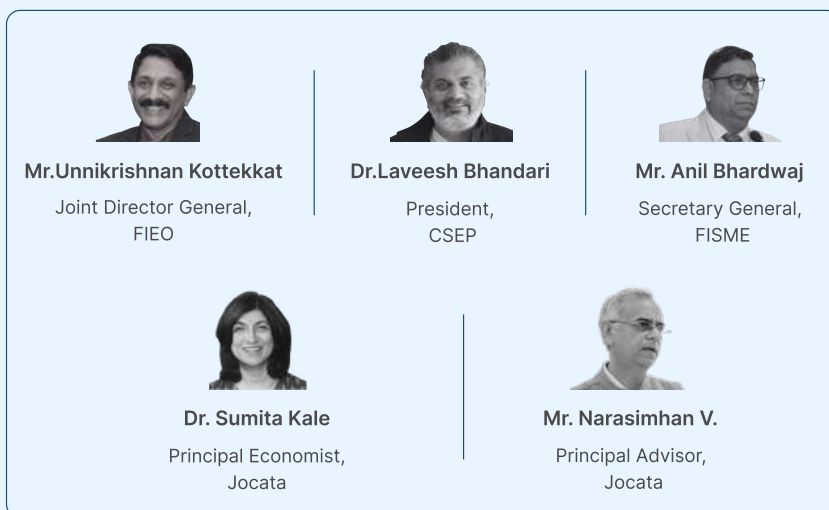 Mr.Unnikrishnan Kottekkat
Joint Director General,
FIEO
Dr.Laveesh Bhandari
President,
CSEP
Mr. Anil Bhardwaj
Secretary General,
FISME
Dr. Sumita Kale
Principal Economist,
Jocata
Mr. Narasimhan V.
Principal Advisor,
Jocata